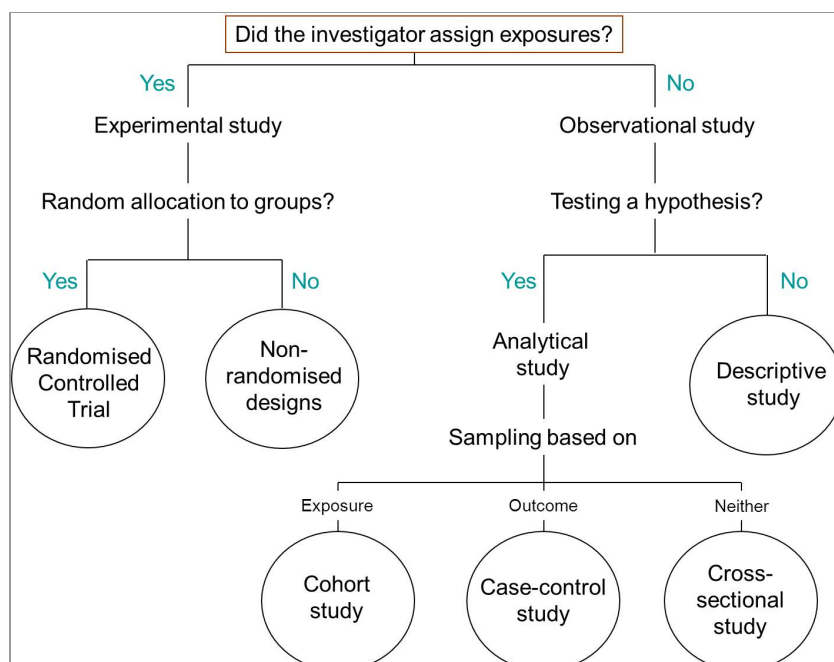 Did the investigator assign exposures?
Yes
No
Experimental study
Observational study
Random allocation to groups?
Testing a hypothesis?
Yes
No
Yes
No
Randomised
Controlled
Trial
Non-
randomised
designs
Analytical
study
Descriptive
study
Sampling based on
Exposure
Outcome
Neither
Cohort
study
Case-control
study
Cross-
sectional
study